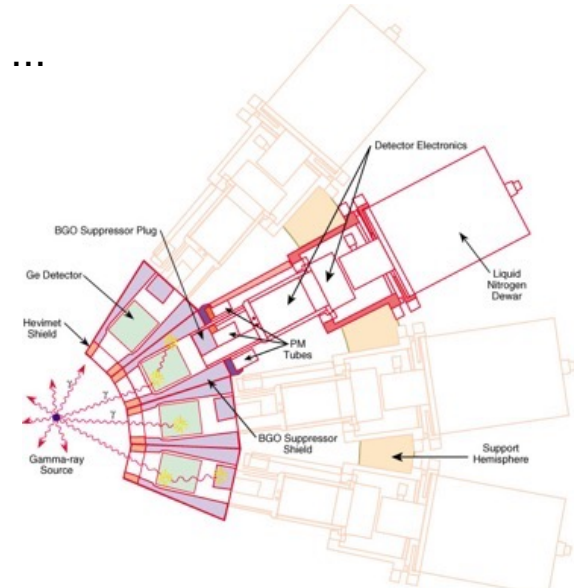 ...
Detector Electronics
BGO Suppressor Plug
Ge Detector
Hevimet
Shield
Liquid
Nitrogen
Dewar
PM
Tubes
γ
γ
γ
BGO Suppressor
Shield
Gamma-ray
Source
Support
Hemisphere